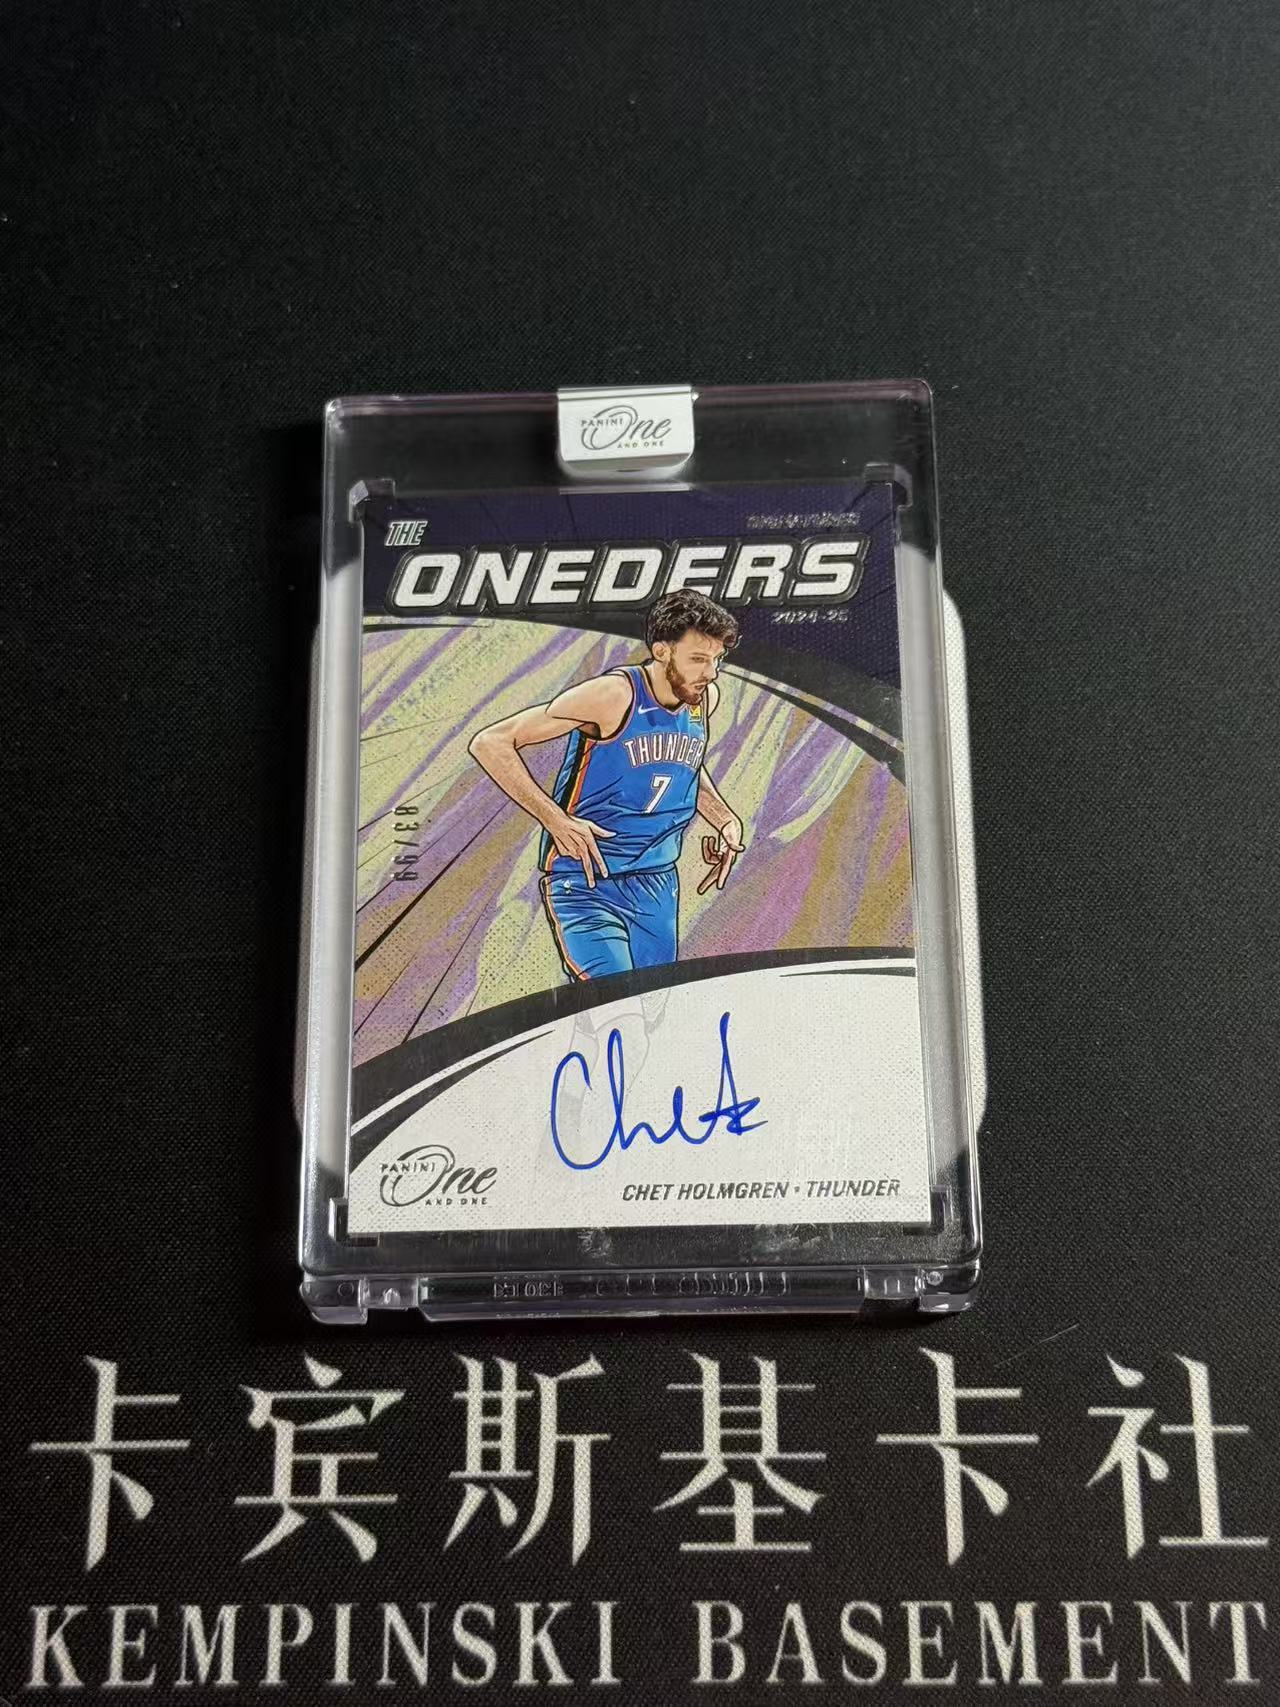 PANINI One
AND ONE
THE
SIGNATURES
ONEDERS
2024-25
THUNDER
7
83/99
PANINI One
AND ONE
CHET HOLMGREN • THUNDER
卡宾斯基卡社
KEMPINSKI BASEMENT